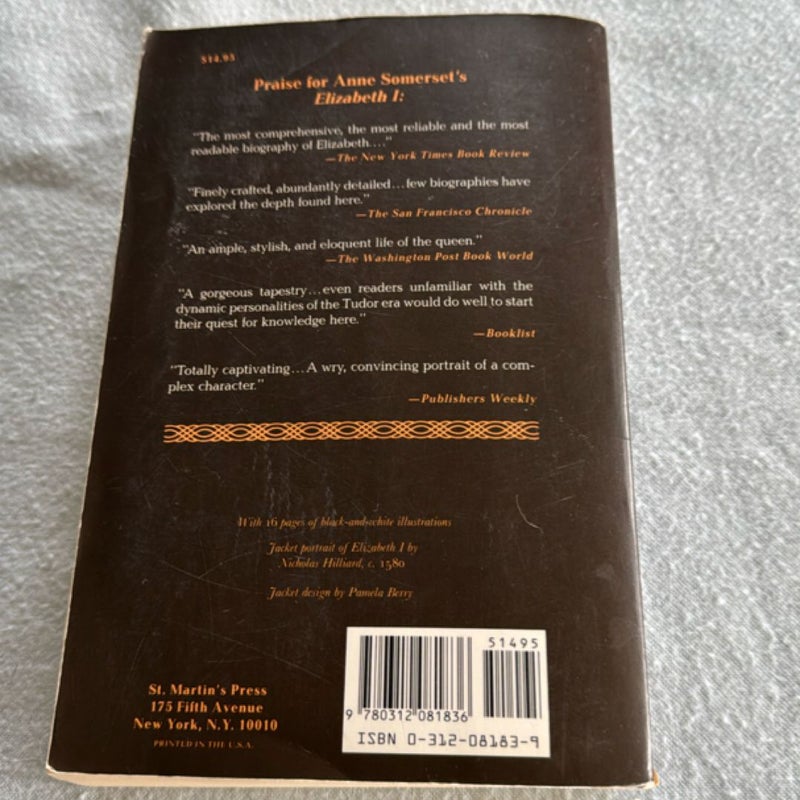 $14.95
Praise for Anne Somerset's
Elizabeth I:
"The most comprehensive, the most reliable and the most
readable biography of Elizabeth...."
—The New York Times Book Review
"Finely crafted, abundantly detailed...few biographies have
explored the depth found here."
—The San Francisco Chronicle
"An ample, stylish, and eloquent life of the queen."
—The Washington Post Book World
"A gorgeous tapestry...even readers unfamiliar with the
dynamic personalities of the Tudor era would do well to start
their quest for knowledge here."
—Booklist
"Totally captivating...A wry, convincing portrait of a com-
plex character."
—Publishers Weekly
With 16 pages of black-and-white illustrations
Jacket portrait of Elizabeth I by
Nicholas Hilliard, c. 1580
Jacket design by Pamela Berry
St. Martin's Press
175 Fifth Avenue
New York, N.Y. 10010
PRINTED IN THE U.S.A.
51495
9 780312 081836
ISBN 0-312-08183-9